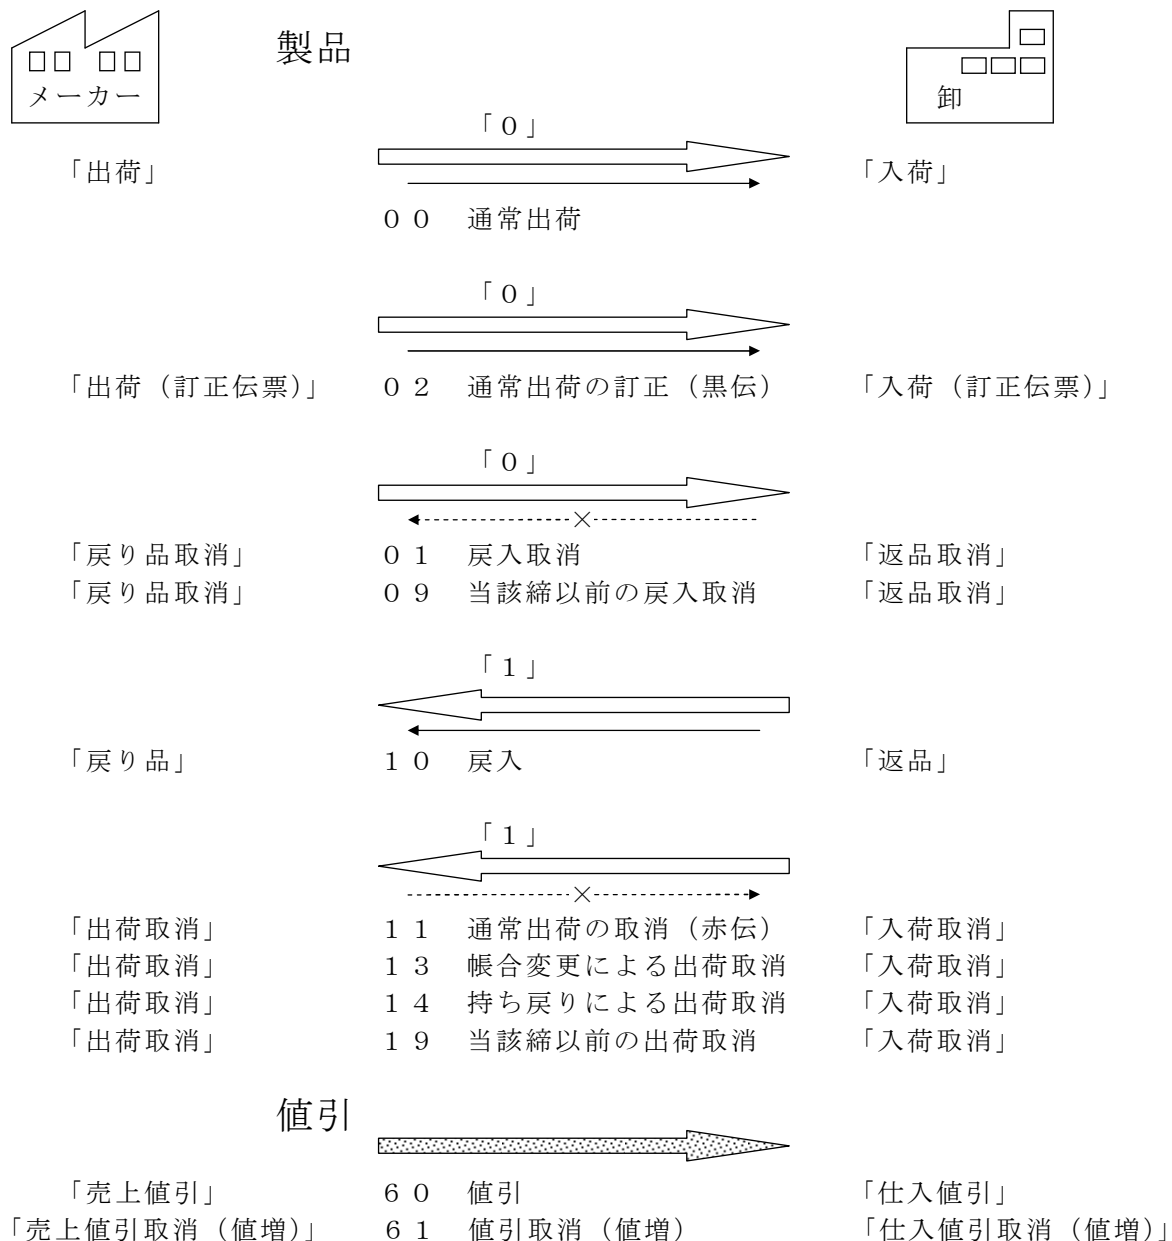 製品
メーカー
卸
「０」
「出荷」 「入荷」
００ 通常出荷
「０」
「出荷（訂正伝票）」 ０２ 通常出荷の訂正（黒伝） 「入荷（訂正伝票）」
「０」
「戻り品取消」 ０１ 戻入取消 「返品取消」
「戻り品取消」 ０９ 当該締以前の戻入取消 「返品取消」
「１」
「戻り品」 １０ 戻入 「返品」
「１」
「出荷取消」 １１ 通常出荷の取消（赤伝） 「入荷取消」
「出荷取消」 １３ 帳合変更による出荷取消 「入荷取消」
「出荷取消」 １４ 持ち戻りによる出荷取消 「入荷取消」
「出荷取消」 １９ 当該締以前の出荷取消 「入荷取消」
値引
「売上値引」 ６０ 値引 「仕入値引」
「売上値引取消（値増）」 ６１ 値引取消（値増） 「仕入値引取消（値増）」